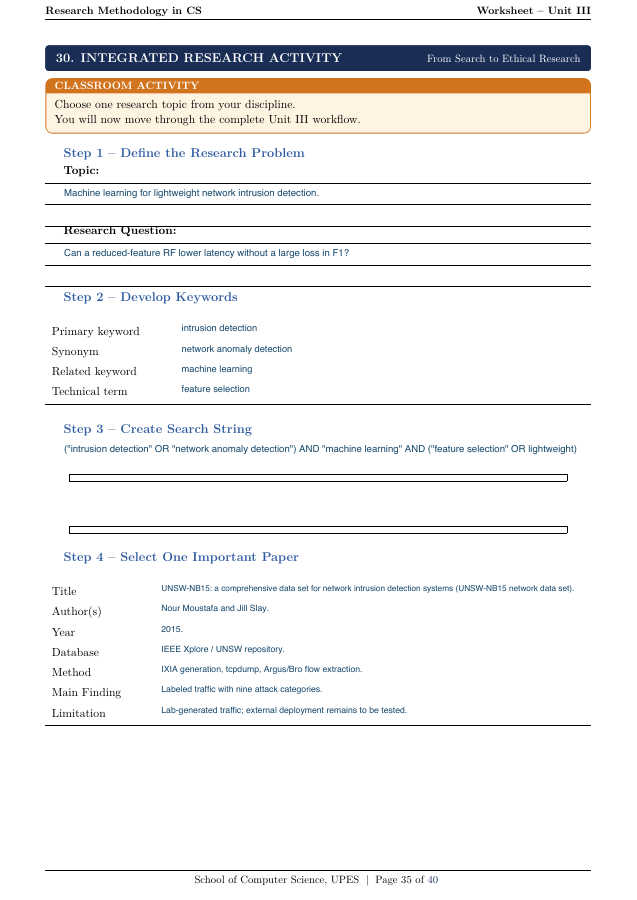 Research Methodology in CS Worksheet – Unit III
30. INTEGRATED RESEARCH ACTIVITY From Search to Ethical Research
CLASSROOM ACTIVITY
Choose one research topic from your discipline.
You will now move through the complete Unit III workflow.
Step 1 – Define the Research Problem
Topic:
Machine learning for lightweight network intrusion detection.
Research Question:
Can a reduced-feature RF lower latency without a large loss in F1?
Step 2 – Develop Keywords
Primary keyword intrusion detection
Synonym network anomaly detection
Related keyword machine learning
Technical term feature selection
Step 3 – Create Search String
("intrusion detection" OR "network anomaly detection") AND "machine learning" AND ("feature selection" OR lightweight)
Step 4 – Select One Important Paper
Title UNSW-NB15: a comprehensive data set for network intrusion detection systems (UNSW-NB15 network data set).
Author(s) Nour Moustafa and Jill Slay.
Year 2015.
Database IEEE Xplore / UNSW repository.
Method IXIA generation, tcpdump, Argus/Bro flow extraction.
Main Finding Labeled traffic with nine attack categories.
Limitation Lab-generated traffic; external deployment remains to be tested.
School of Computer Science, UPES | Page 35 of 40